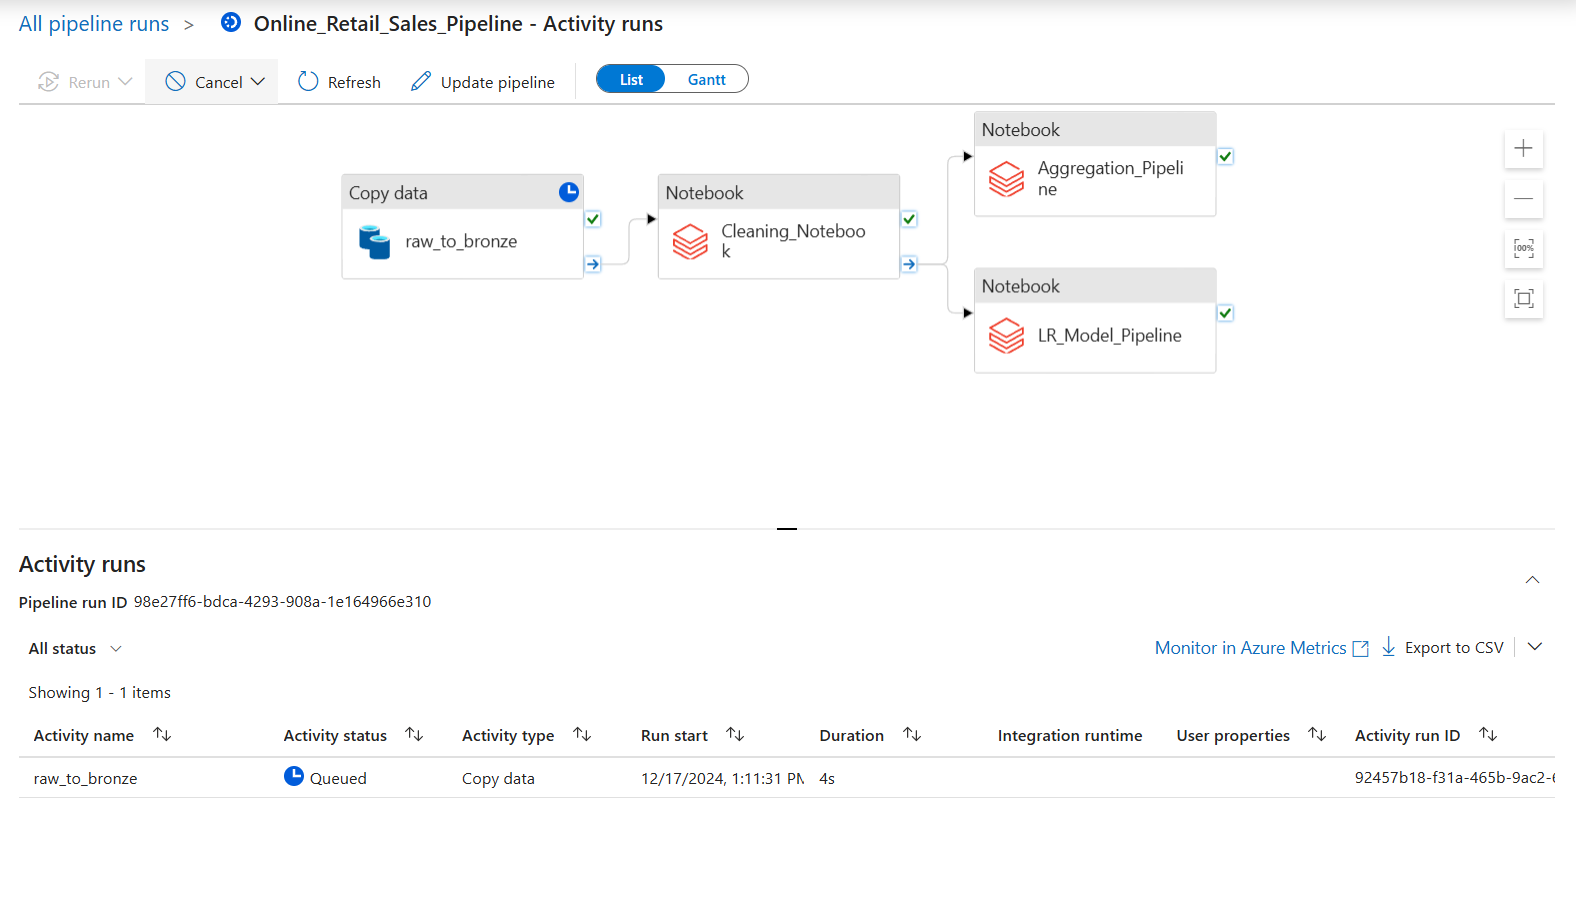 All pipeline runs > Online_Retail_Sales_Pipeline - Activity runs
Rerun Cancel Refresh Update pipeline List Gantt
Notebook
Aggregation_Pipeli
ne
Copy data
raw_to_bronze
Notebook
Cleaning_Noteboo
k
Notebook
LR_Model_Pipeline
100%
Activity runs
Pipeline run ID 98e27ff6-bdca-4293-908a-1e164966e310
All status
Monitor in Azure Metrics Export to CSV
Showing 1 - 1 items
Activity name Activity status Activity type Run start Duration Integration runtime User properties Activity run ID
raw_to_bronze Queued Copy data 12/17/2024, 1:11:31 PM 4s 92457b18-f31a-465b-9ac2-6